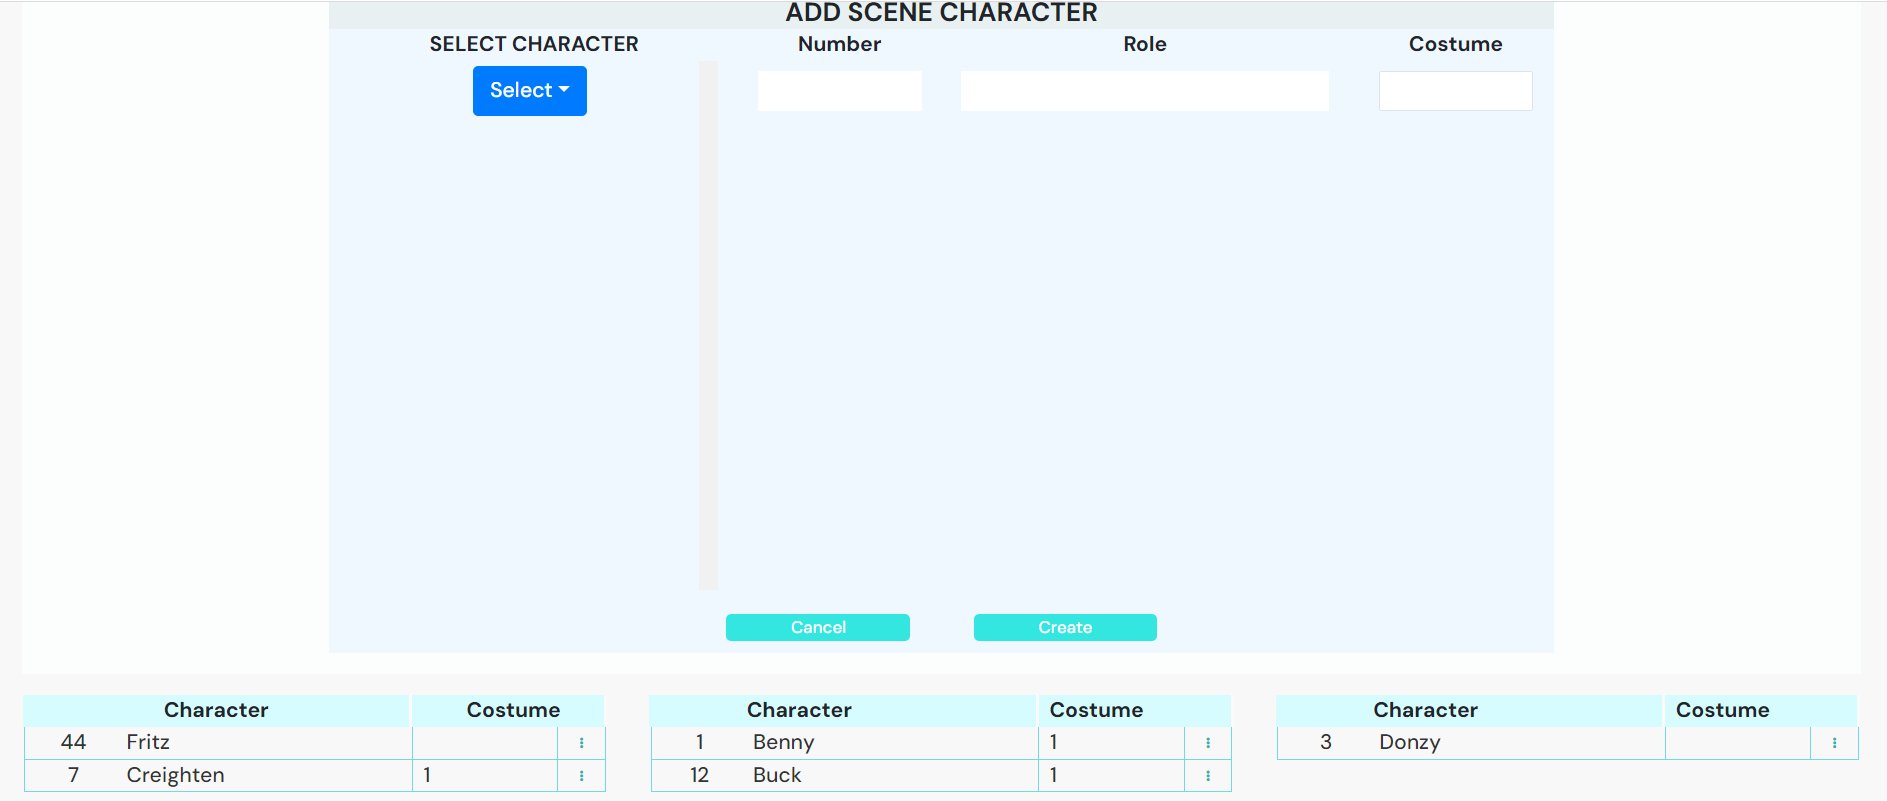 ADD SCENE CHARACTER
SELECT CHARACTER Number Role Costume
Select
Cancel Create
Character Costume Character Costume Character Costume
44 Fritz 1 Benny 1 3 Donzy
7 Creighten 1 12 Buck 1